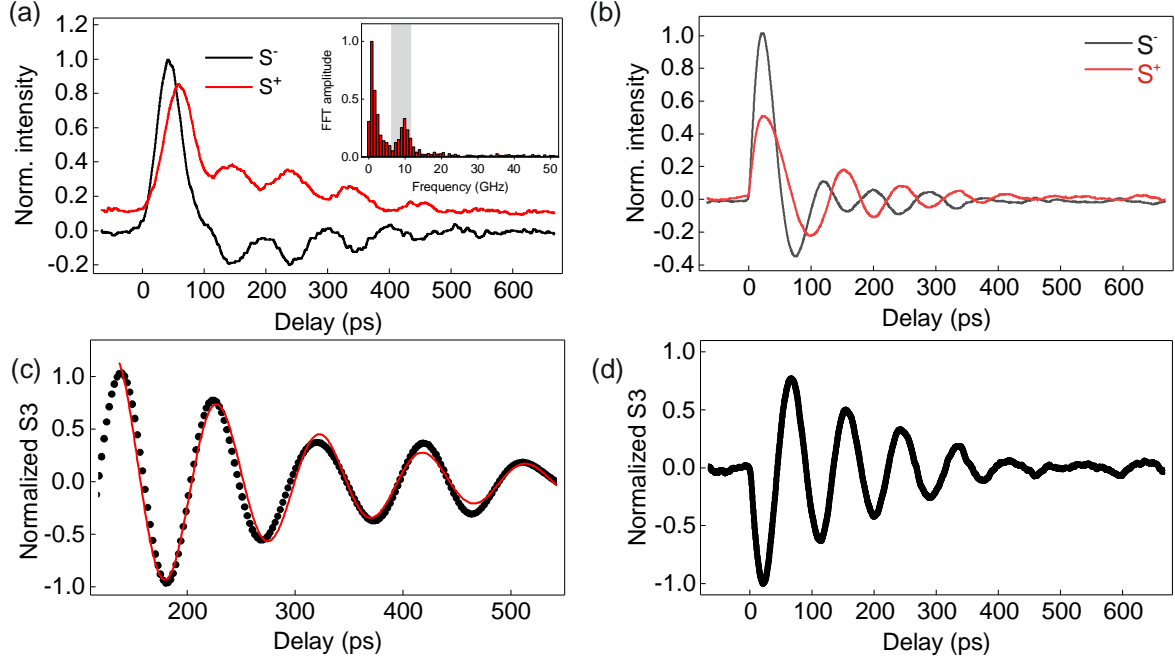 (a)
1.2
1.0
0.8
0.6
0.4
0.2
0.0
-0.2
Norm. intensity
S-
S+
0 100 200 300 400 500 600
Delay (ps)
1.0
0.5
0.0
FFT amplitude
0 10 20 30 40 50
Frequency (GHz)
(b)
1.0
0.8
0.6
0.4
0.2
0.0
-0.2
-0.4
Norm. intensity
S-
S+
0 100 200 300 400 500 600
Delay (ps)
(c)
1.0
0.5
0.0
-0.5
-1.0
Normalized S3
200 300 400 500
Delay (ps)
(d)
1.0
0.5
0.0
-0.5
-1.0
Normalized S3
0 100 200 300 400 500 600
Delay (ps)